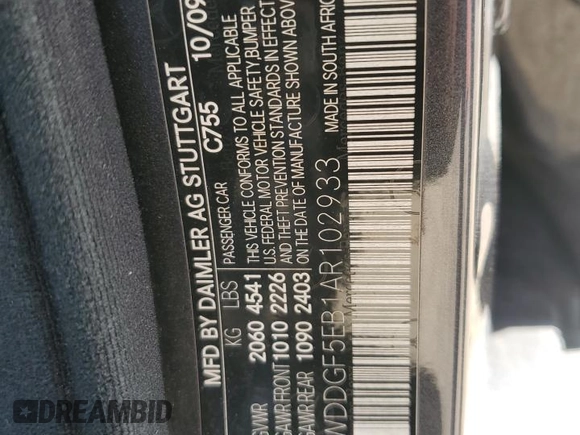 MFD BY DAIMLER AG STUTTGART
C755 10/09
PASSENGER CAR
KG LBS
GVWR 2060 4541
GAWR FRONT 1010 2226
GAWR REAR 1090 2403
THIS VEHICLE CONFORMS TO ALL APPLICABLE
U.S. FEDERAL MOTOR VEHICLE SAFETY, BUMPER
AND THEFT PREVENTION STANDARDS IN EFFECT
ON THE DATE OF MANUFACTURE SHOWN ABOVE
WDDGF5EB1AR102933
MADE IN SOUTH AFRIC
DREAMBID